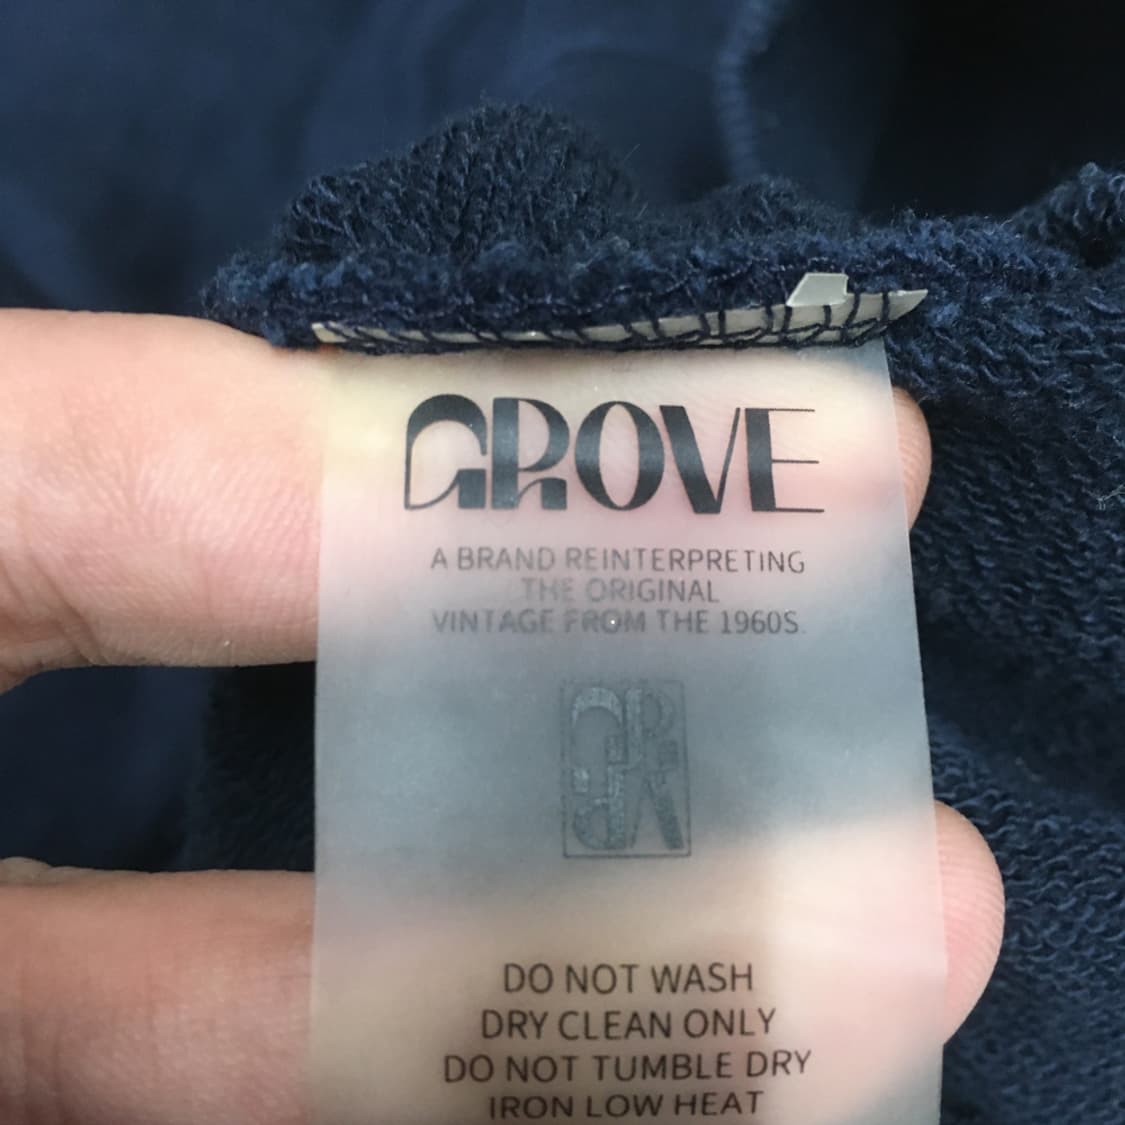 GROVE
A BRAND REINTERPRETING
THE ORIGINAL
VINTAGE FROM THE 1960S.
DO NOT WASH
DRY CLEAN ONLY
DO NOT TUMBLE DRY
IRON LOW HEAT